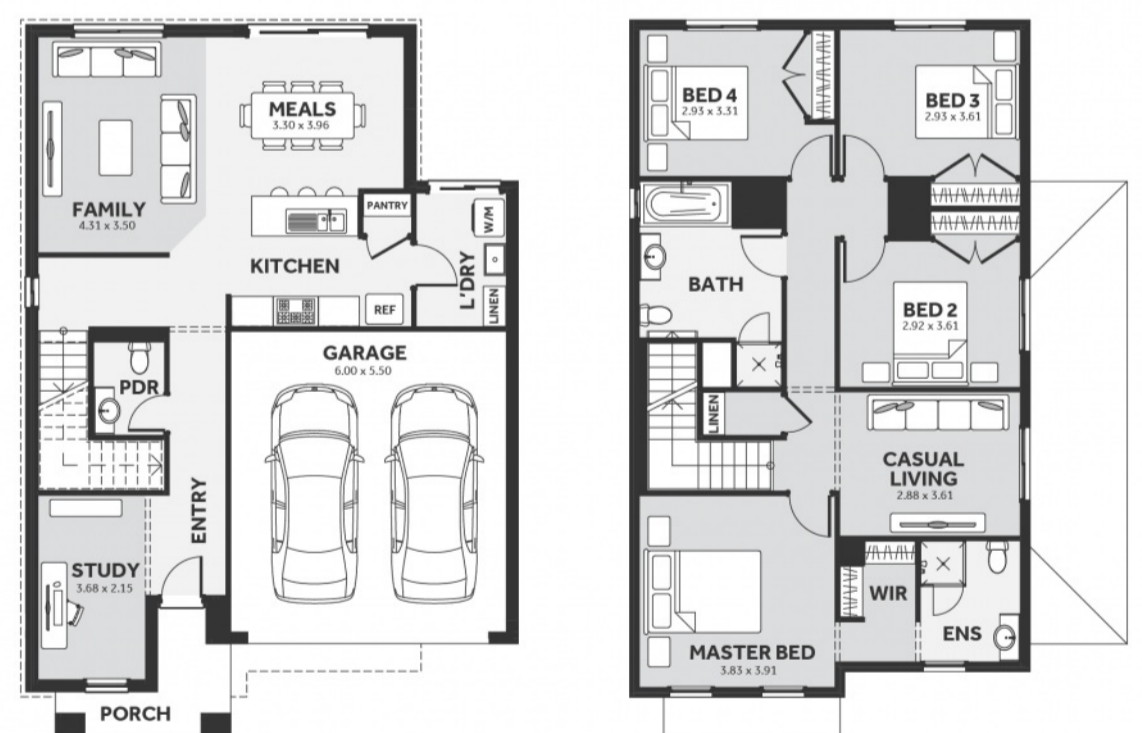 MEALS
3.30 x 3.96
FAMILY
4.31 x 3.50
PANTRY
W/M
KITCHEN
L'DRY
LINEN
REF
GARAGE
6.00 x 5.50
PDR
ENTRY
STUDY
3.68 x 2.15
PORCH
BED 4
2.93 x 3.31
BED 3
2.93 x 3.61
BATH
BED 2
2.92 x 3.61
LINEN
CASUAL
LIVING
2.88 x 3.61
WIR
ENS
MASTER BED
3.83 x 3.91